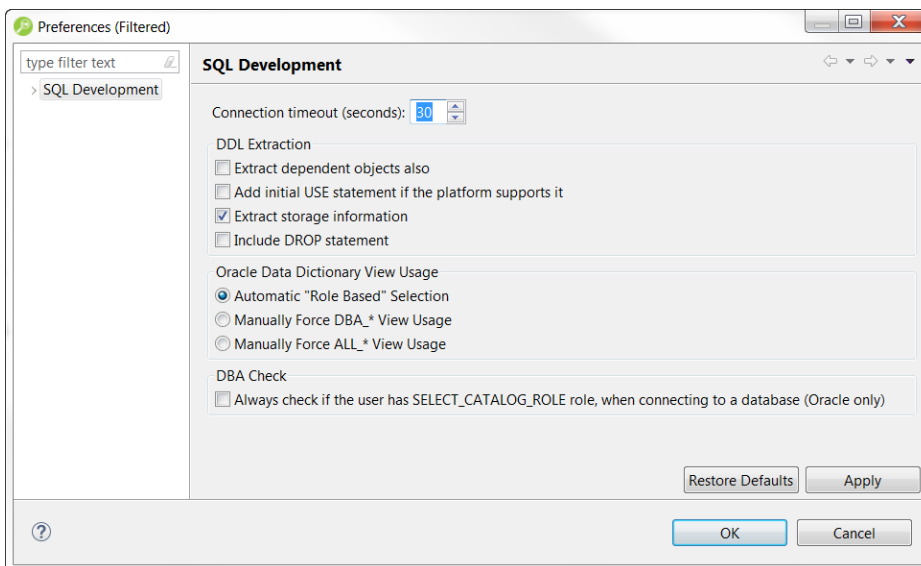 Preferences (Filtered)
type filter text
SQL Development
SQL Development
Connection timeout (seconds): 30
DDL Extraction
Extract dependent objects also
Add initial USE statement if the platform supports it
Extract storage information
Include DROP statement
Oracle Data Dictionary View Usage
Automatic "Role Based" Selection
Manually Force DBA_* View Usage
Manually Force ALL_* View Usage
DBA Check
Always check if the user has SELECT_CATALOG_ROLE role, when connecting to a database (Oracle only)
Restore Defaults Apply
? OK Cancel